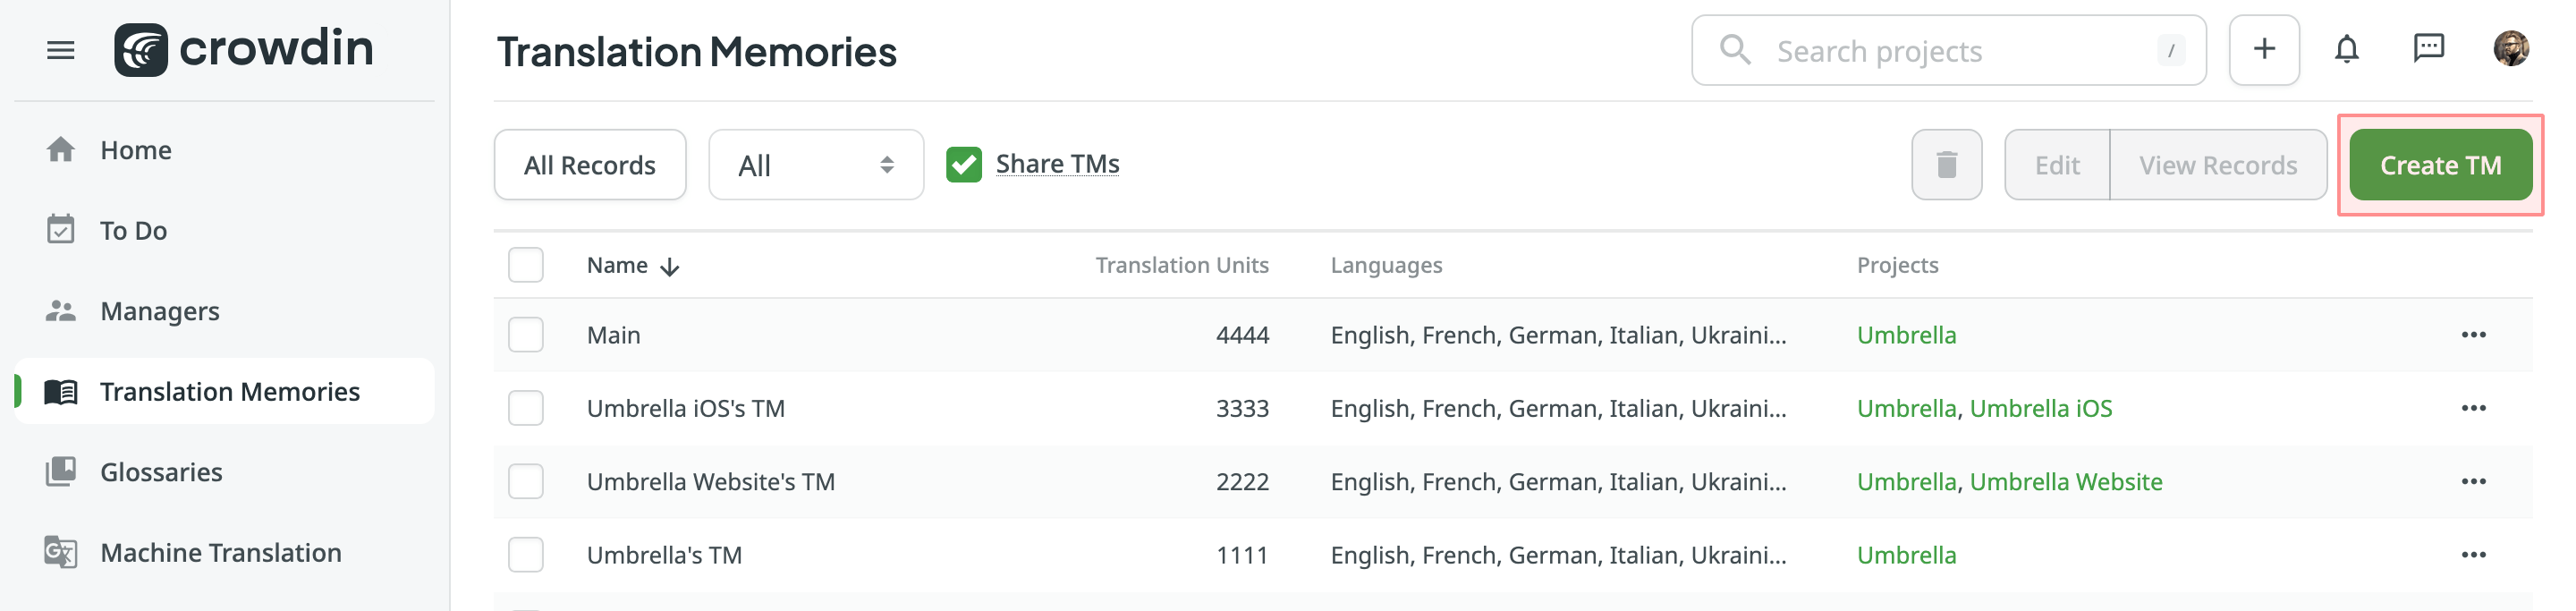 crowdin
Translation Memories
Search projects /
Home
To Do
Managers
Translation Memories
Glossaries
Machine Translation
All Records
All
Share TMs
Edit
View Records
Create TM
Name Translation Units Languages Projects
Main 4444 English, French, German, Italian, Ukraini... Umbrella
Umbrella iOS's TM 3333 English, French, German, Italian, Ukraini... Umbrella, Umbrella iOS
Umbrella Website's TM 2222 English, French, German, Italian, Ukraini... Umbrella, Umbrella Website
Umbrella's TM 1111 English, French, German, Italian, Ukraini... Umbrella